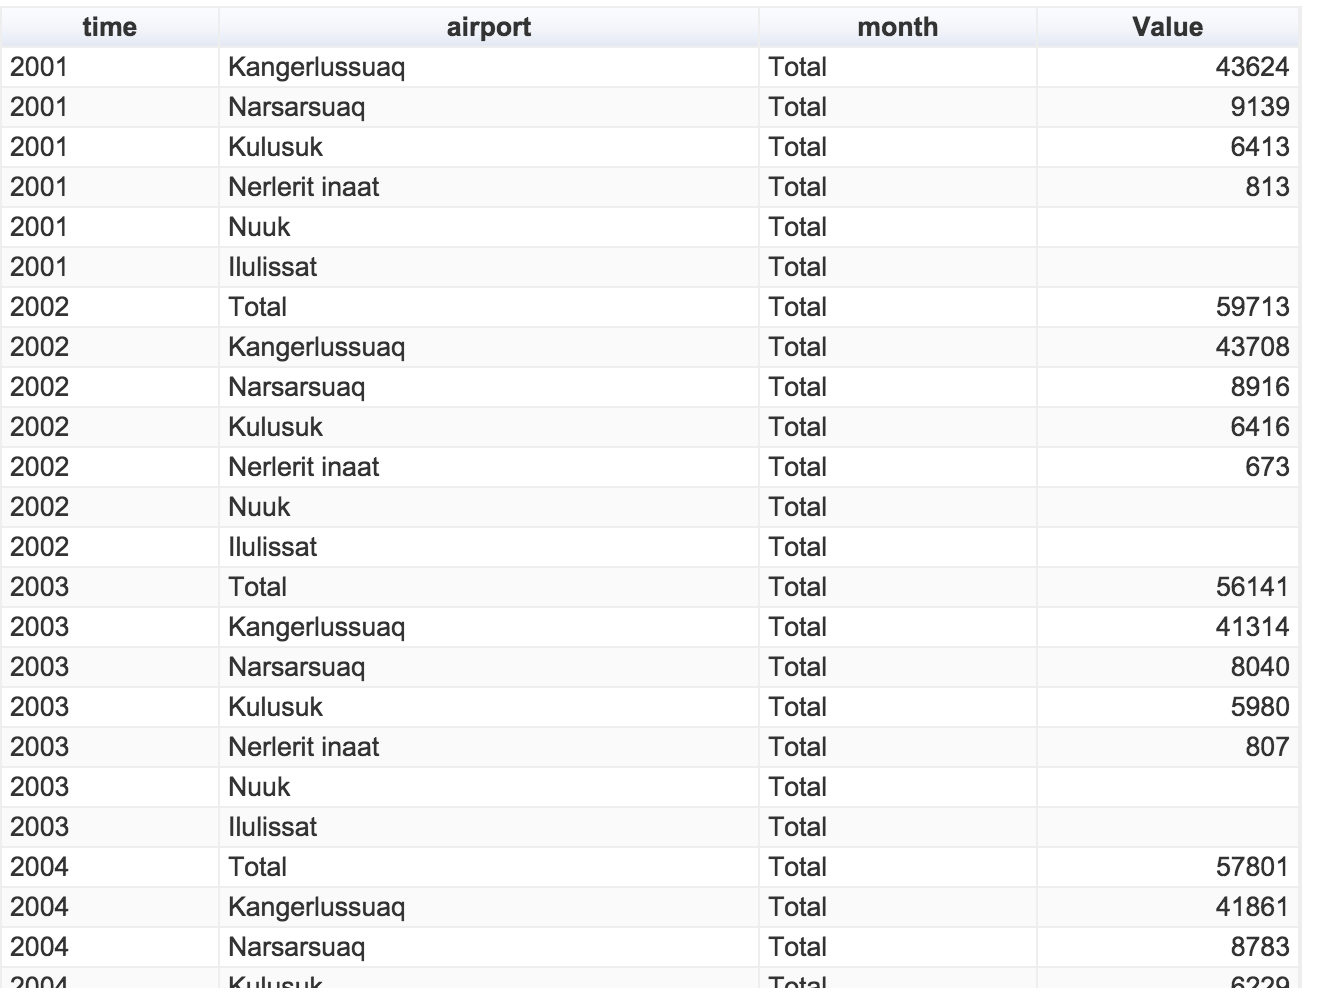 time airport month Value
2001 Kangerlussuaq Total 43624
2001 Narsarsuaq Total 9139
2001 Kulusuk Total 6413
2001 Nerlerit inaat Total 813
2001 Nuuk Total
2001 Ilulissat Total
2002 Total Total 59713
2002 Kangerlussuaq Total 43708
2002 Narsarsuaq Total 8916
2002 Kulusuk Total 6416
2002 Nerlerit inaat Total 673
2002 Nuuk Total
2002 Ilulissat Total
2003 Total Total 56141
2003 Kangerlussuaq Total 41314
2003 Narsarsuaq Total 8040
2003 Kulusuk Total 5980
2003 Nerlerit inaat Total 807
2003 Nuuk Total
2003 Ilulissat Total
2004 Total Total 57801
2004 Kangerlussuaq Total 41861
2004 Narsarsuaq Total 8783
2004 Kulusuk Total 6229